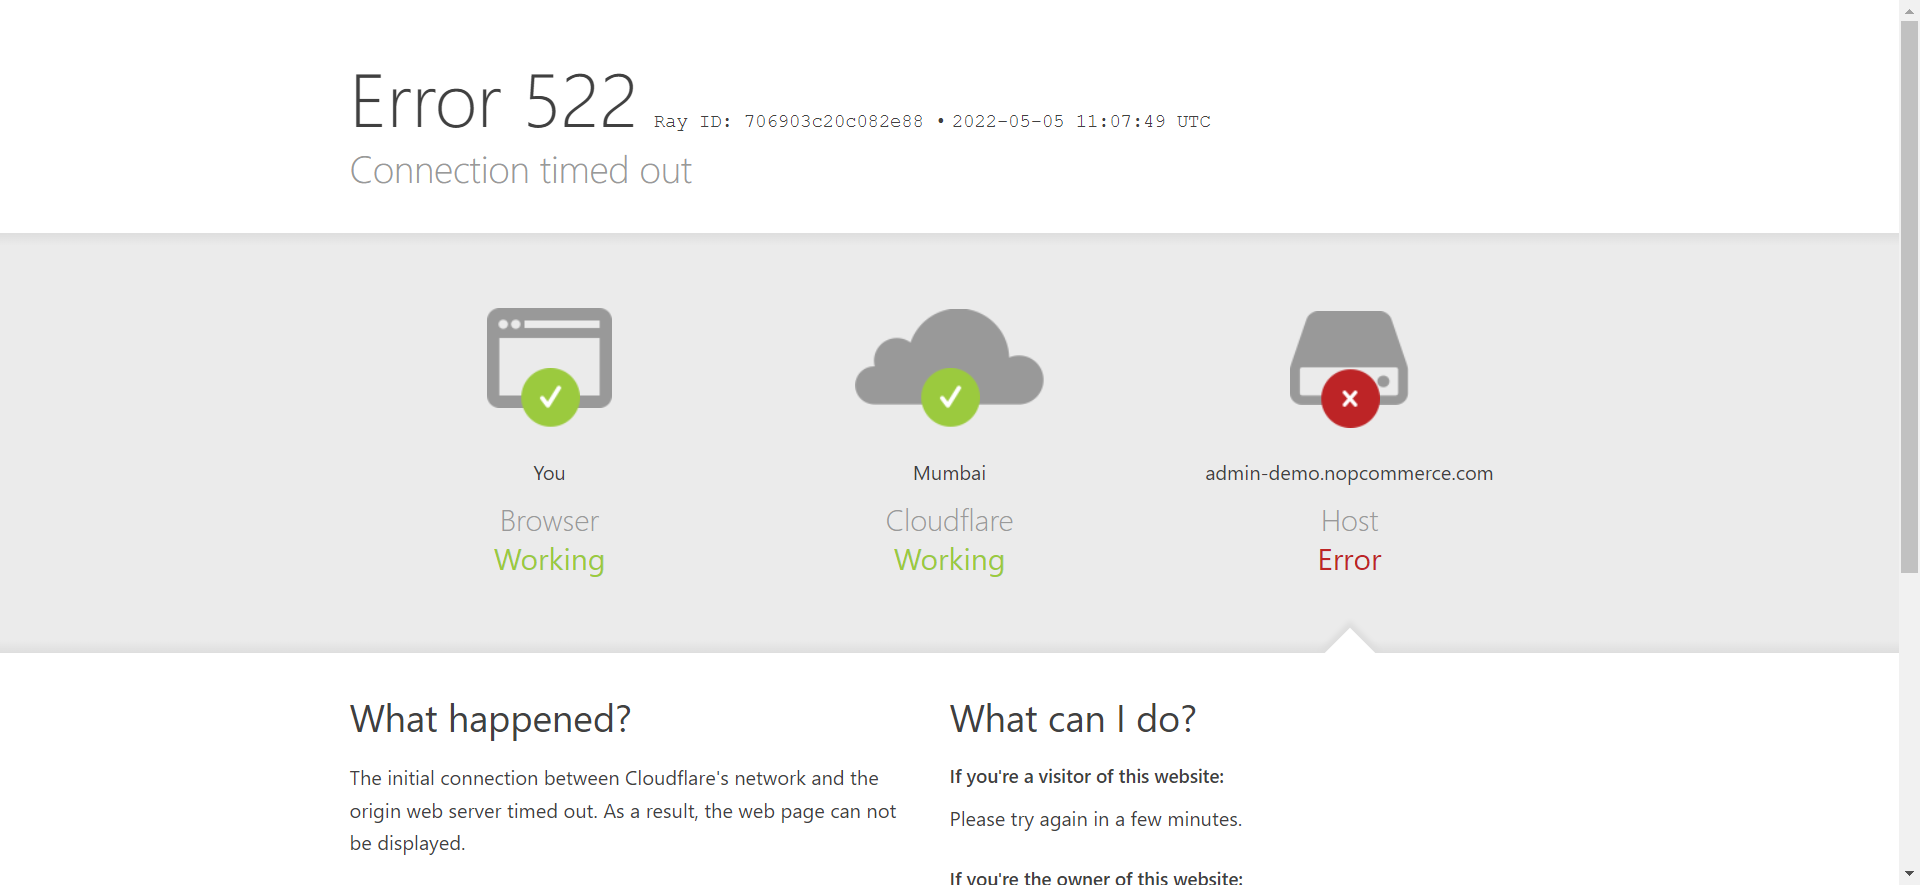 Error 522 Ray ID: 706903c20c082e88 • 2022-05-05 11:07:49 UTC
Connection timed out
You
Browser
Working
Mumbai
Cloudflare
Working
admin-demo.nopcommerce.com
Host
Error
What happened?
The initial connection between Cloudflare's network and the
origin web server timed out. As a result, the web page can not
be displayed.
What can I do?
If you're a visitor of this website:
Please try again in a few minutes.
If you're the owner of this website: